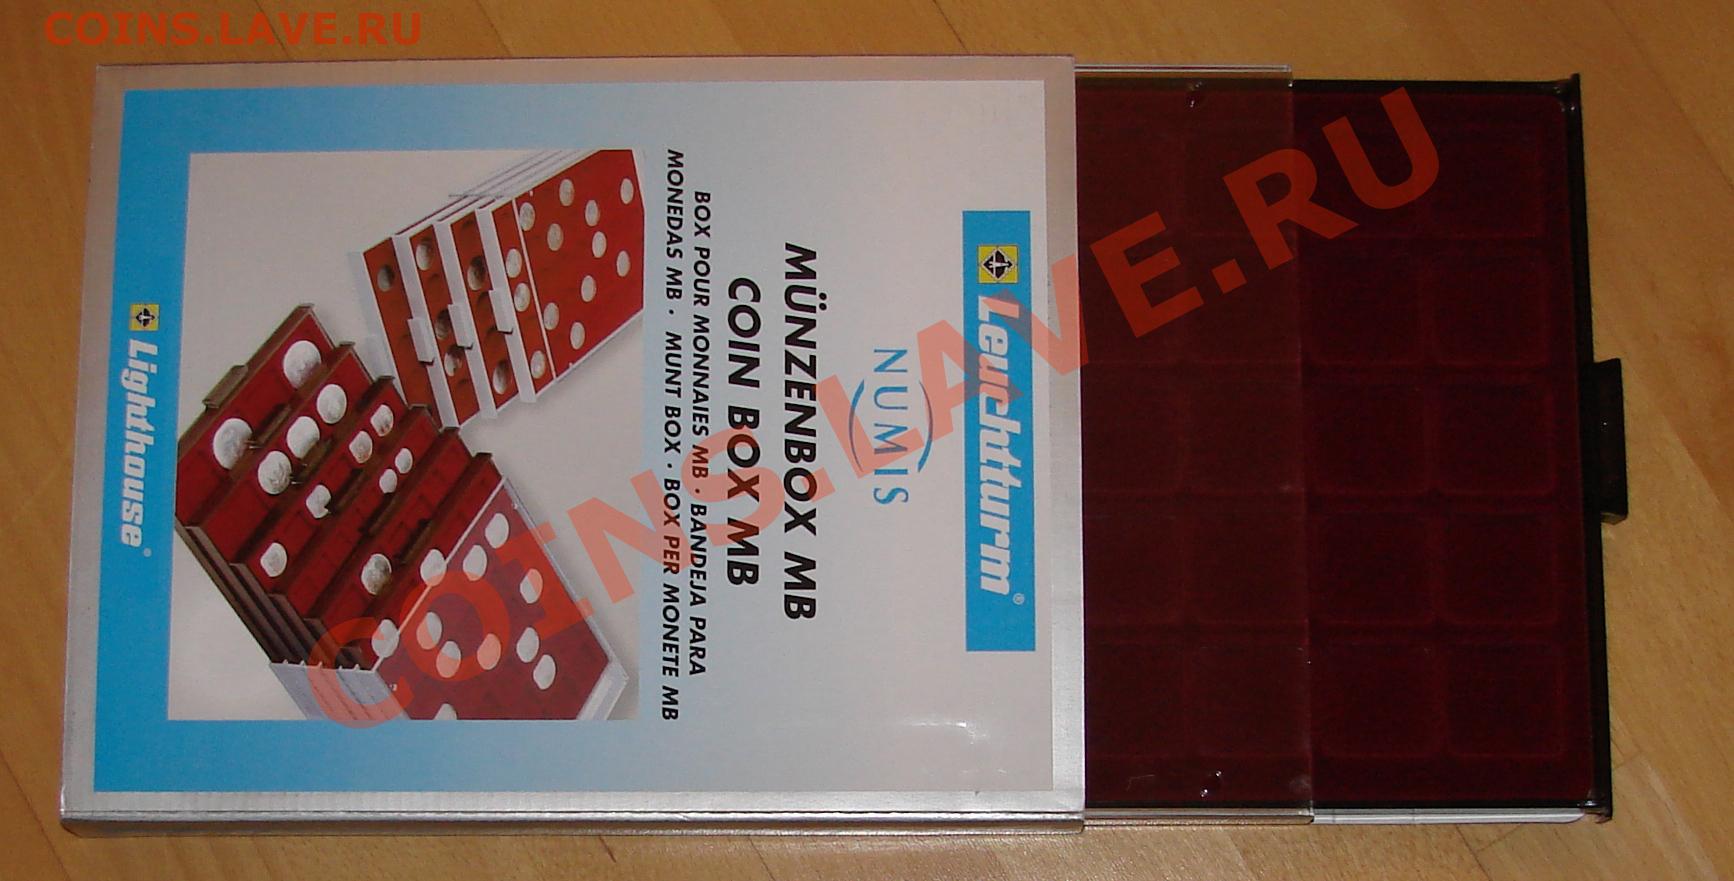 COINS.LAVE.RU
Leuchtturm®
NUMIS
MÜNZENBOX MB
COIN BOX MB
BOX POUR MONNAIES MB · BANDEJA PARA
MONEDAS MB · MUNT BOX · BOX PER MONETE MB
Lighthouse®
COINS.LAVE.RU